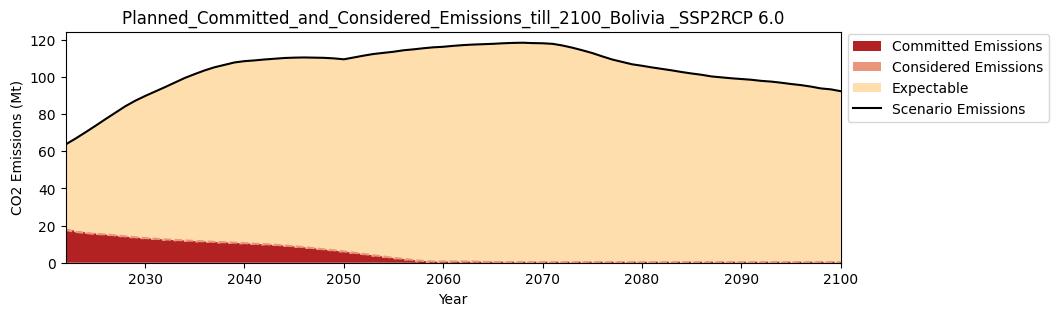 Planned_Committed_and_Considered_Emissions_till_2100_Bolivia _SSP2RCP 6.0
CO2 Emissions (Mt)
120
100
80
60
40
20
0
2030 2040 2050 2060 2070 2080 2090 2100
Year
Committed Emissions
Considered Emissions
Expectable
Scenario Emissions